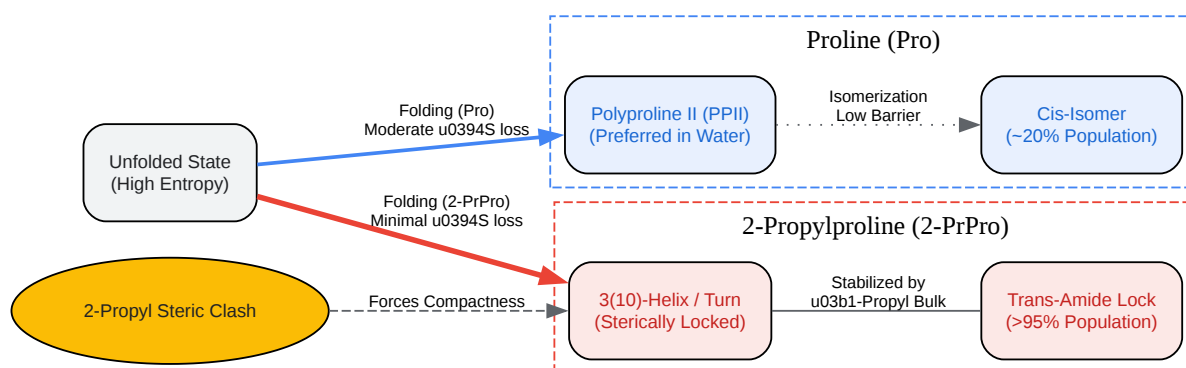 Proline (Pro)
Folding (Pro)
Moderate u0394S loss
Polyproline II (PPII)
(Preferred in Water)
Isomerization
Low Barrier
Cis-Isomer
(~20% Population)
Unfolded State
(High Entropy)
Folding (2-PrPro)
Minimal u0394S loss
2-Propylproline (2-PrPro)
2-Propyl Steric Clash
Forces Compactness
3(10)-Helix / Turn
(Sterically Locked)
Stabilized by
u03b1-Propyl Bulk
Trans-Amide Lock
(>95% Population)